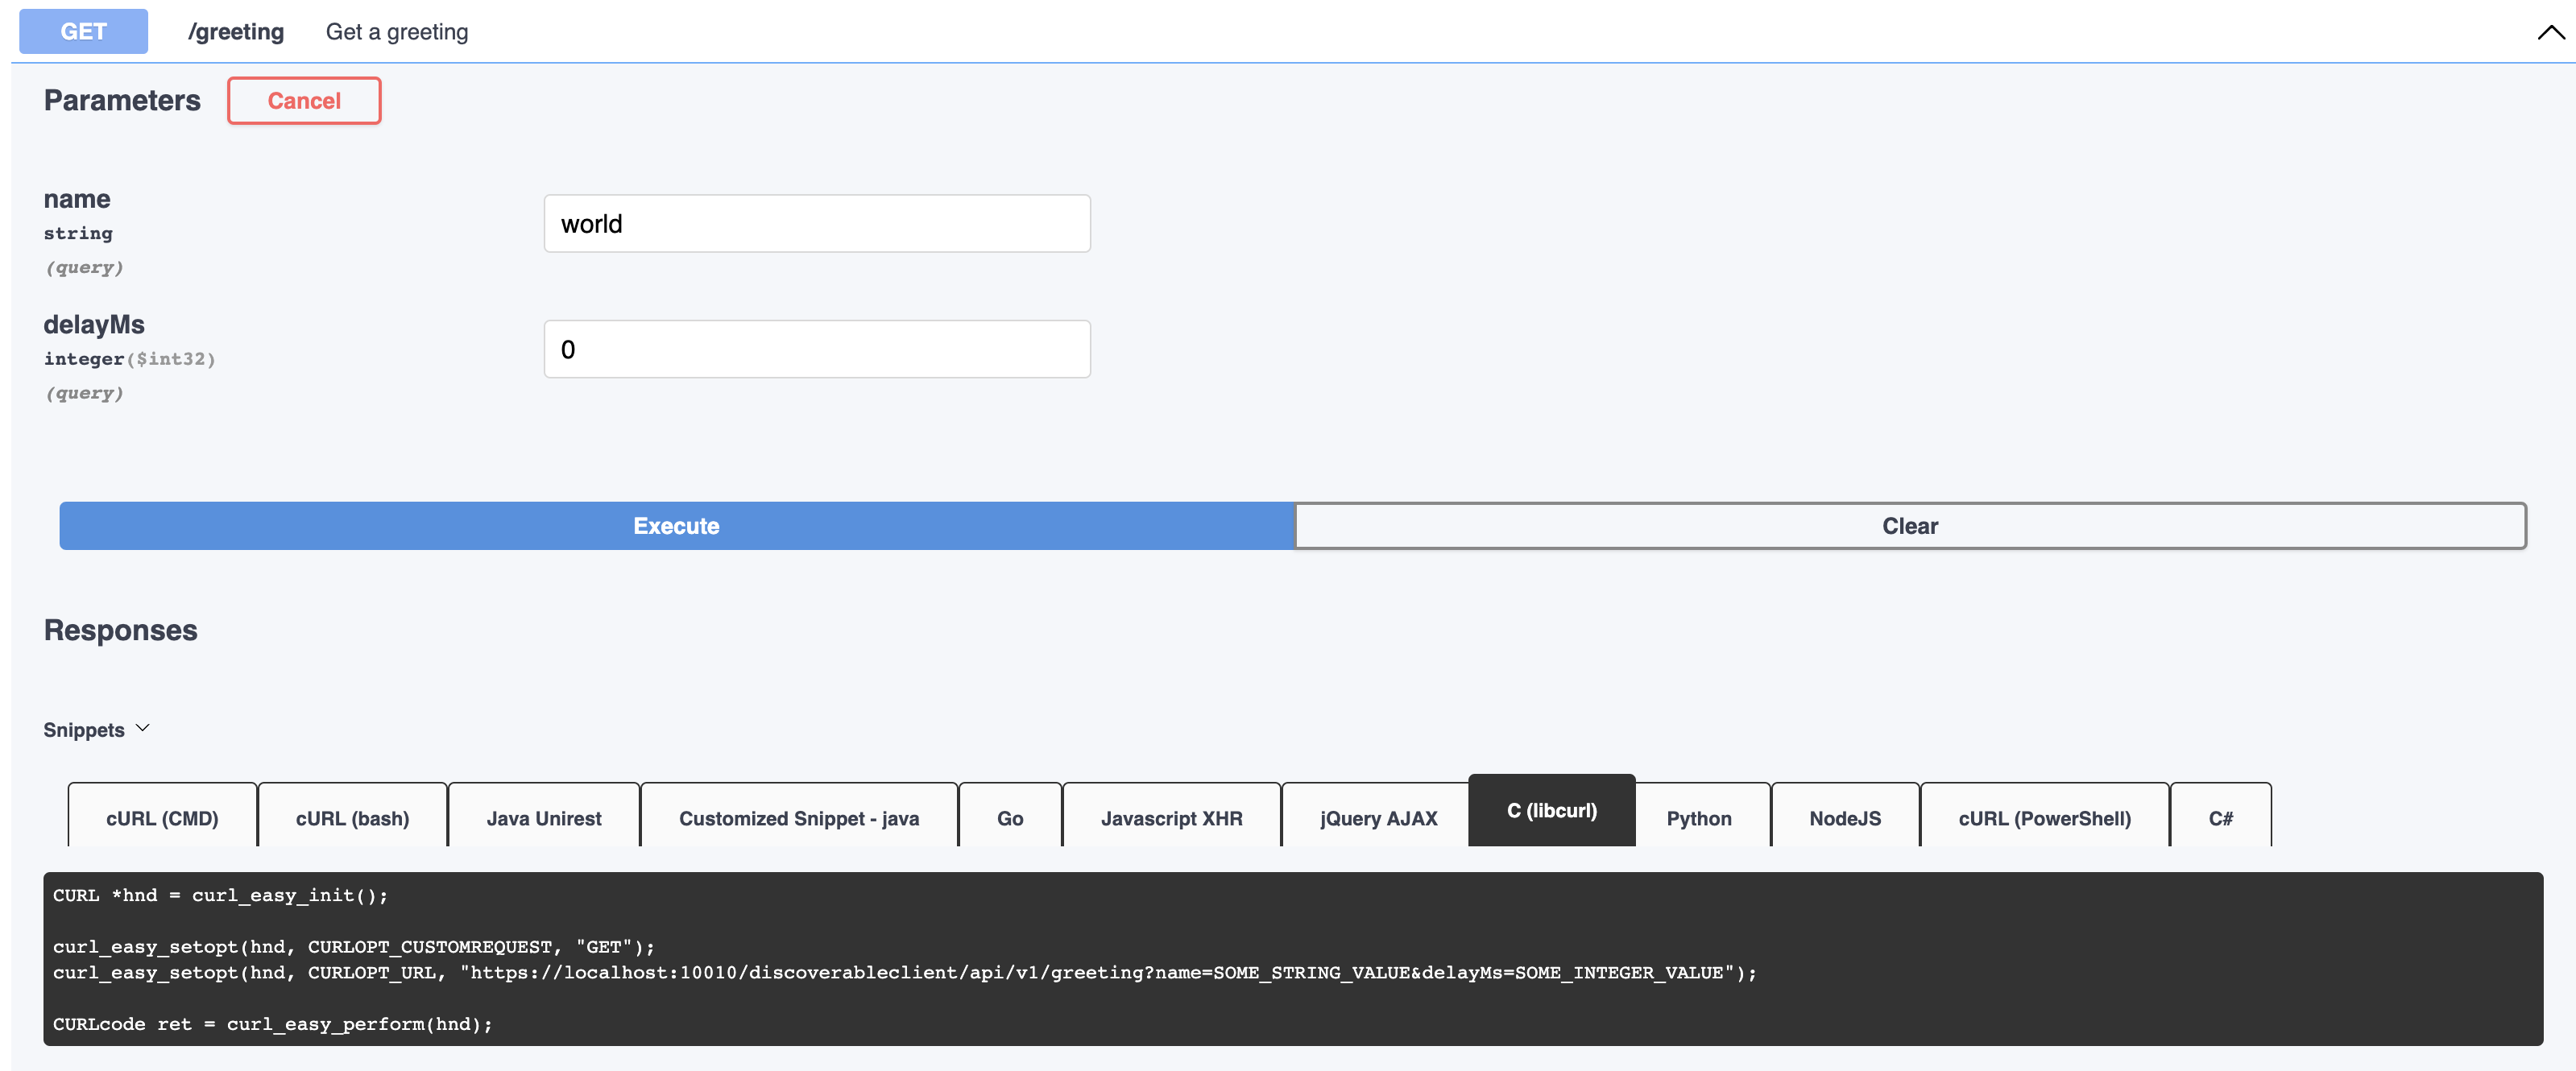 GET /greeting Get a greeting
Parameters Cancel
name
string
(query)
world
delayMs
integer($int32)
(query)
0
Execute Clear
Responses
Snippets
cURL (CMD) cURL (bash) Java Unirest Customized Snippet - java Go Javascript XHR jQuery AJAX C (libcurl) Python NodeJS cURL (PowerShell) C#
CURL *hnd = curl_easy_init();
curl_easy_setopt(hnd, CURLOPT_CUSTOMREQUEST, "GET");
curl_easy_setopt(hnd, CURLOPT_URL, "https://localhost:10010/discoverableclient/api/v1/greeting?name=SOME_STRING_VALUE&delayMs=SOME_INTEGER_VALUE");
CURLcode ret = curl_easy_perform(hnd);